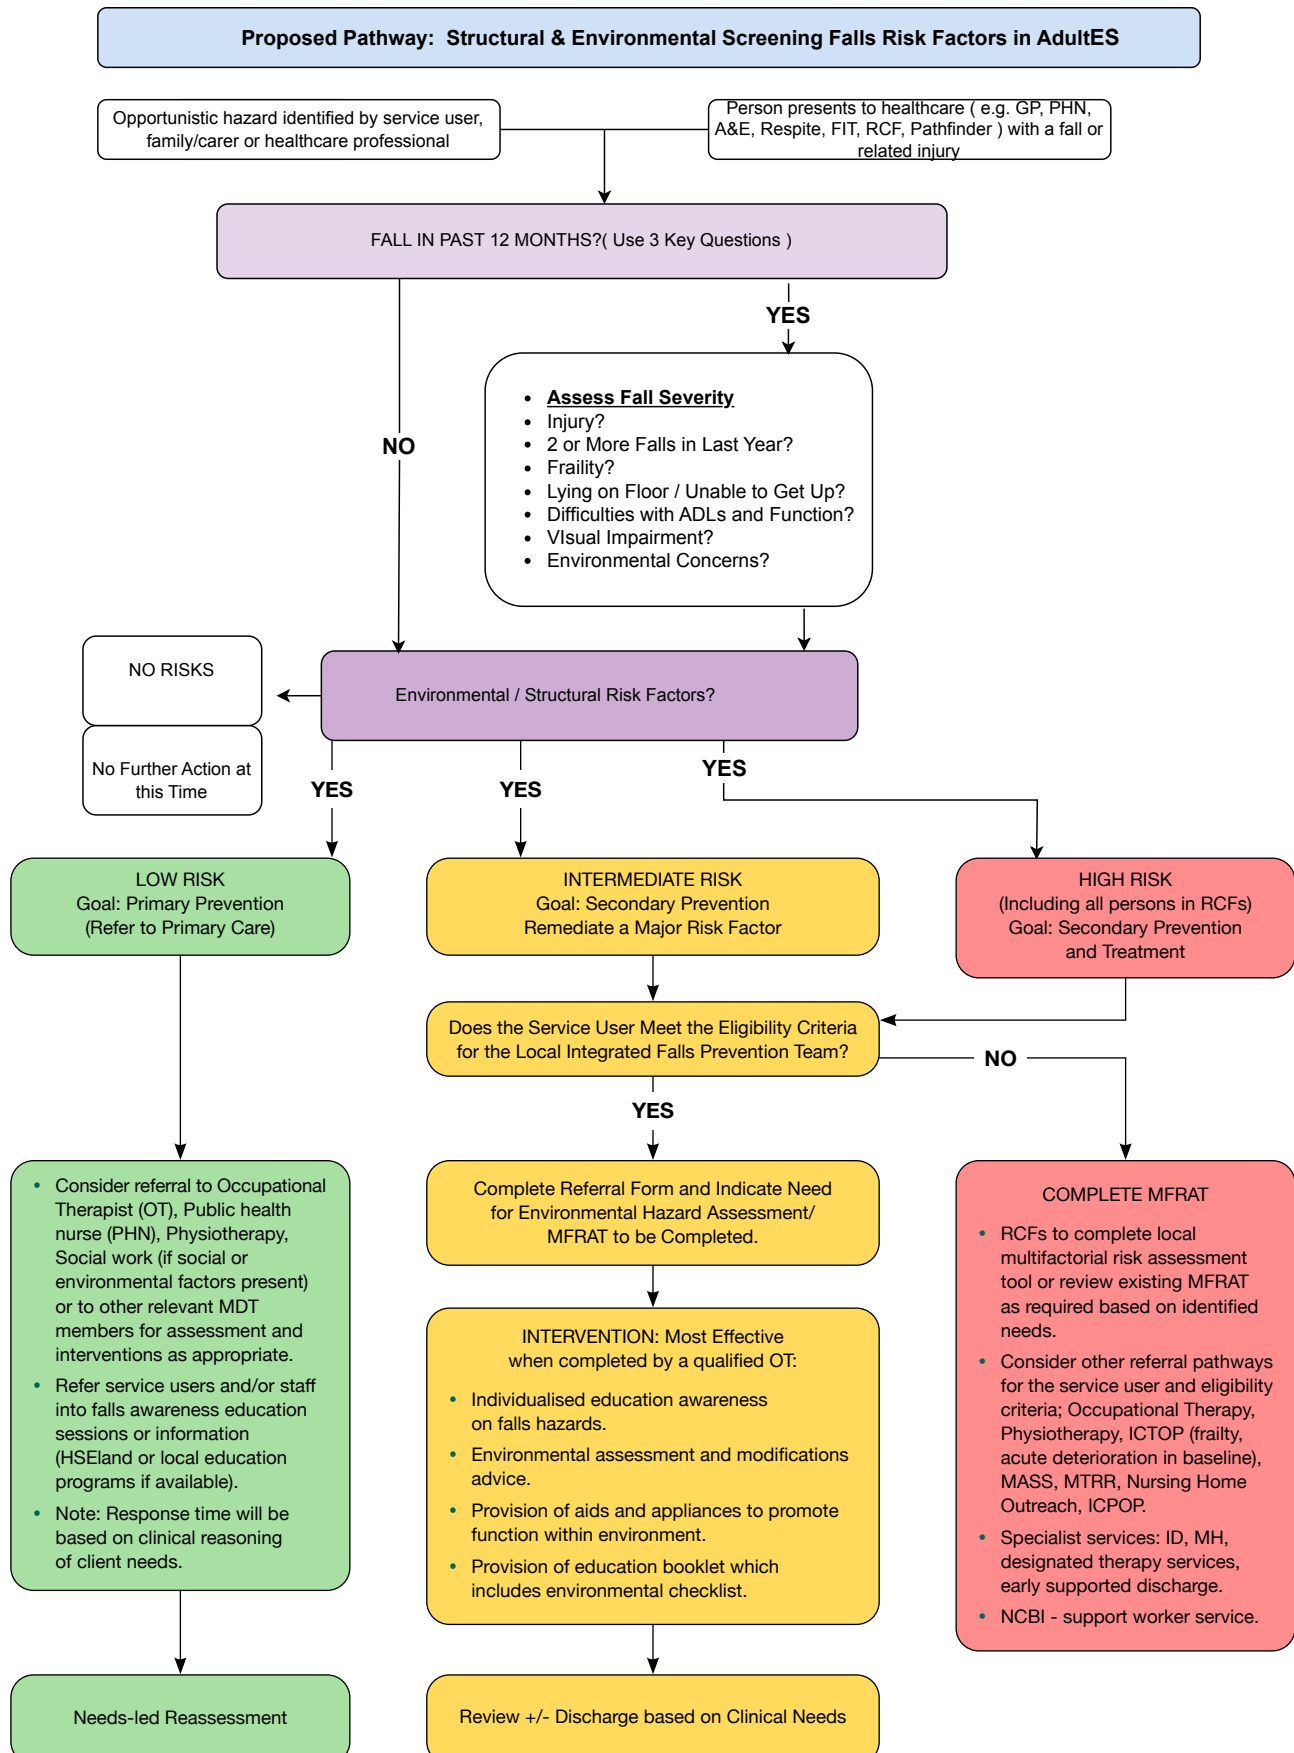 Proposed Pathway: Structural & Environmental Screening Falls Risk Factors in AdultES
Opportunistic hazard identified by service user,
family/carer or healthcare professional
Person presents to healthcare ( e.g. GP, PHN,
A&E, Respite, FIT, RCF, Pathfinder ) with a fall or
related injury
FALL IN PAST 12 MONTHS?( Use 3 Key Questions )
YES
NO
• Assess Fall Severity
• Injury?
• 2 or More Falls in Last Year?
• Fraility?
• Lying on Floor / Unable to Get Up?
• Difficulties with ADLs and Function?
• VIsual Impairment?
• Environmental Concerns?
NO RISKS
No Further Action at
this Time
Environmental / Structural Risk Factors?
YES
YES
YES
LOW RISK
Goal: Primary Prevention
(Refer to Primary Care)
INTERMEDIATE RISK
Goal: Secondary Prevention
Remediate a Major Risk Factor
HIGH RISK
(Including all persons in RCFs)
Goal: Secondary Prevention
and Treatment
Does the Service User Meet the Eligibility Criteria
for the Local Integrated Falls Prevention Team?
NO
YES
• Consider referral to Occupational
Therapist (OT), Public health
nurse (PHN), Physiotherapy,
Social work (if social or
environmental factors present)
or to other relevant MDT
members for assessment and
interventions as appropriate.
• Refer service users and/or staff
into falls awareness education
sessions or information
(HSEland or local education
programs if available).
• Note: Response time will be
based on clinical reasoning
of client needs.
Complete Referral Form and Indicate Need
for Environmental Hazard Assessment/
MFRAT to be Completed.
INTERVENTION: Most Effective
when completed by a qualified OT:
• Individualised education awareness
on falls hazards.
• Environmental assessment and modifications
advice.
• Provision of aids and appliances to promote
function within environment.
• Provision of education booklet which
includes environmental checklist.
COMPLETE MFRAT
• RCFs to complete local
multifactorial risk assessment
tool or review existing MFRAT
as required based on identified
needs.
• Consider other referral pathways
for the service user and eligibility
criteria; Occupational Therapy,
Physiotherapy, ICTOP (frailty,
acute deterioration in baseline),
MASS, MTRR, Nursing Home
Outreach, ICPOP.
• Specialist services: ID, MH,
designated therapy services,
early supported discharge.
• NCBI - support worker service.
Needs-led Reassessment
Review +/- Discharge based on Clinical Needs